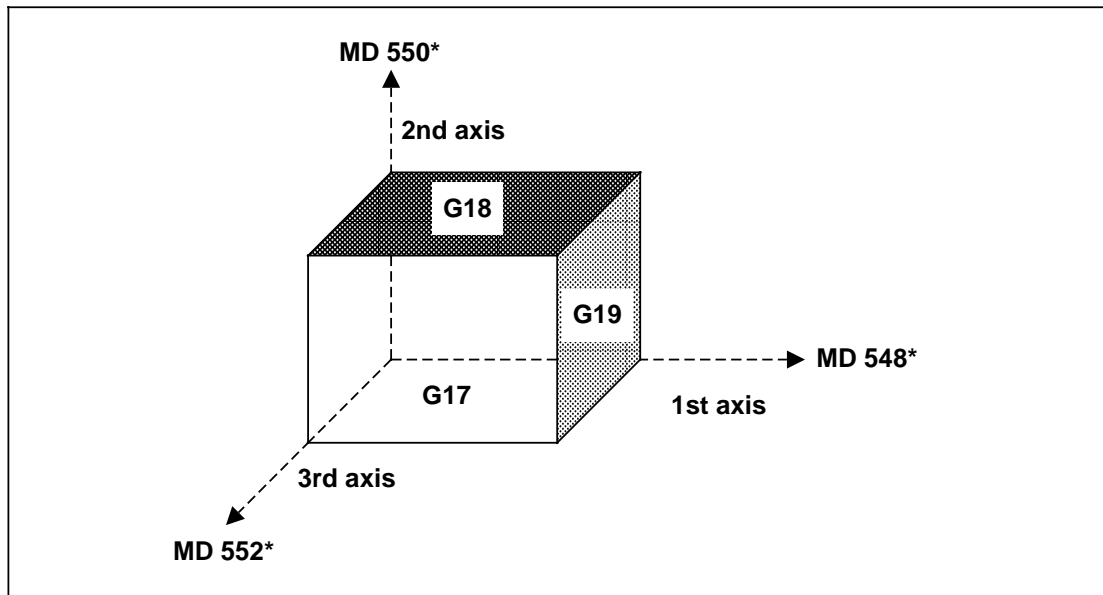 MD 550*
2nd axis
G18
G19
MD 548*
G17
1st axis
3rd axis
MD 552*